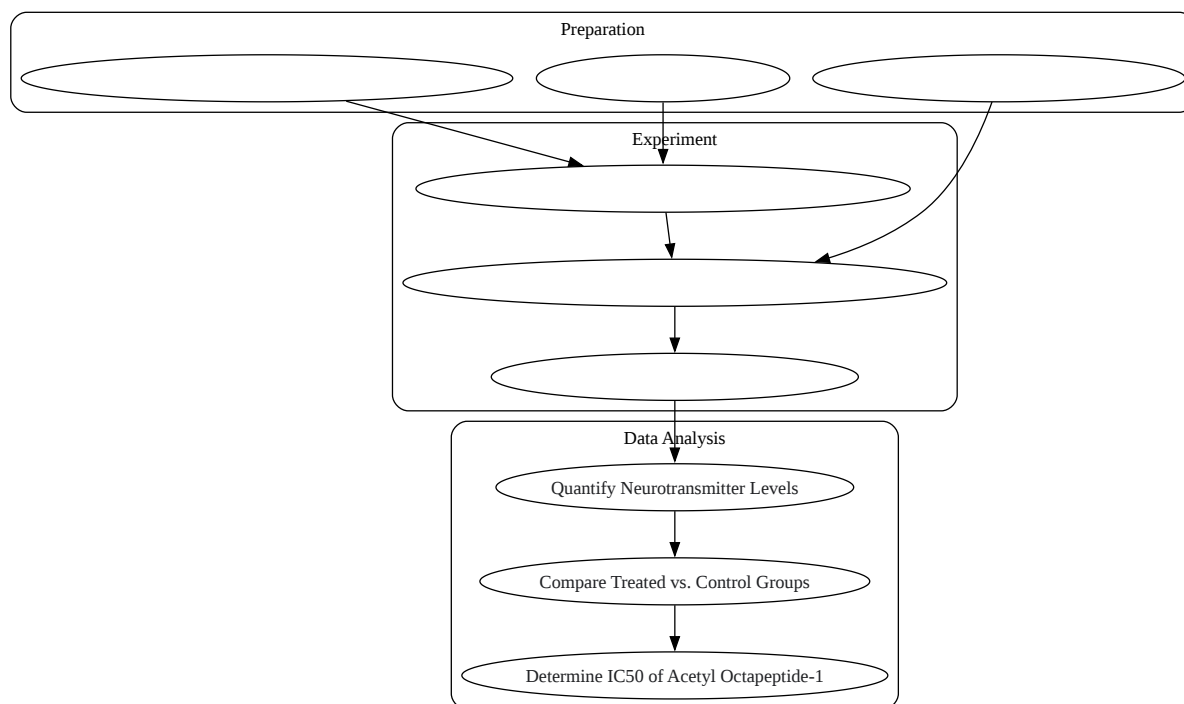 Preparation
Experiment
Data Analysis
Quantify Neurotransmitter Levels
Compare Treated vs. Control Groups
Determine IC50 of Acetyl Octapeptide-1